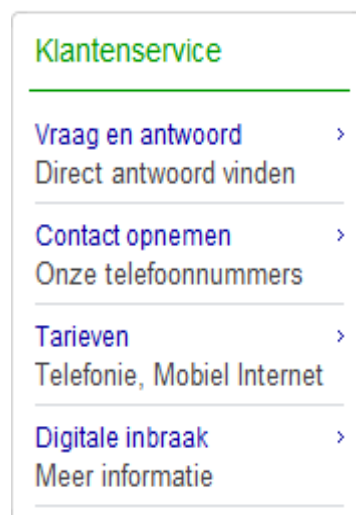 Klantenservice
Vraag en antwoord
Direct antwoord vinden
Contact opnemen
Onze telefoonnummers
Tarieven
Telefonie, Mobiel Internet
Digitale inbraak
Meer informatie